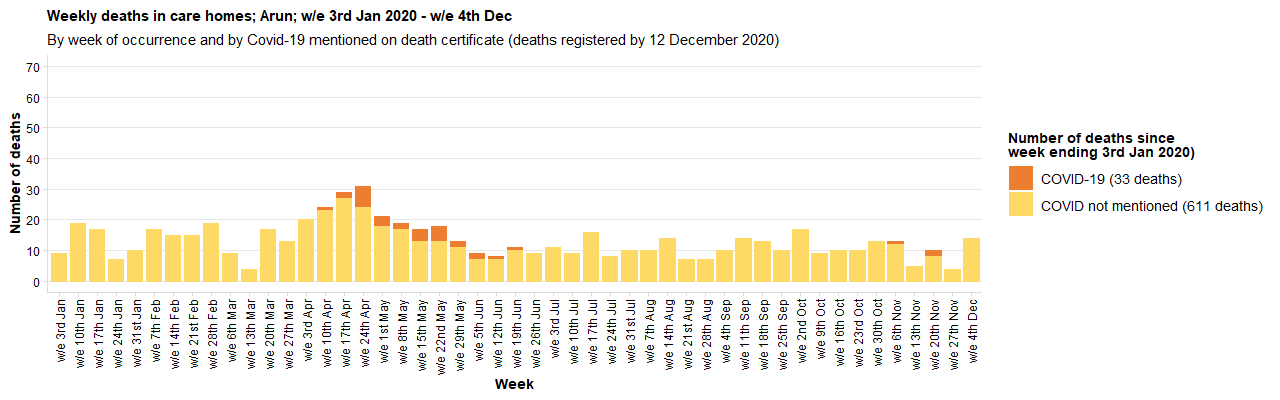 Weekly deaths in care homes; Arun; w/e 3rd Jan 2020 - w/e 4th Dec
By week of occurrence and by Covid-19 mentioned on death certificate (deaths registered by 12 December 2020)
Number of deaths
70
60
50
40
30
20
10
0
w/e 3rd Jan
w/e 10th Jan
w/e 17th Jan
w/e 24th Jan
w/e 31st Jan
w/e 7th Feb
w/e 14th Feb
w/e 21st Feb
w/e 28th Feb
w/e 6th Mar
w/e 13th Mar
w/e 20th Mar
w/e 27th Mar
w/e 3rd Apr
w/e 10th Apr
w/e 17th Apr
w/e 24th Apr
w/e 1st May
w/e 8th May
w/e 15th May
w/e 22nd May
w/e 29th May
w/e 5th Jun
w/e 12th Jun
w/e 19th Jun
w/e 26th Jun
w/e 3rd Jul
w/e 10th Jul
w/e 17th Jul
w/e 24th Jul
w/e 31st Jul
w/e 7th Aug
w/e 14th Aug
w/e 21st Aug
w/e 28th Aug
w/e 4th Sep
w/e 11th Sep
w/e 18th Sep
w/e 25th Sep
w/e 2nd Oct
w/e 9th Oct
w/e 16th Oct
w/e 23rd Oct
w/e 30th Oct
w/e 6th Nov
w/e 13th Nov
w/e 20th Nov
w/e 27th Nov
w/e 4th Dec
Week
Number of deaths since
week ending 3rd Jan 2020)
COVID-19 (33 deaths)
COVID not mentioned (611 deaths)